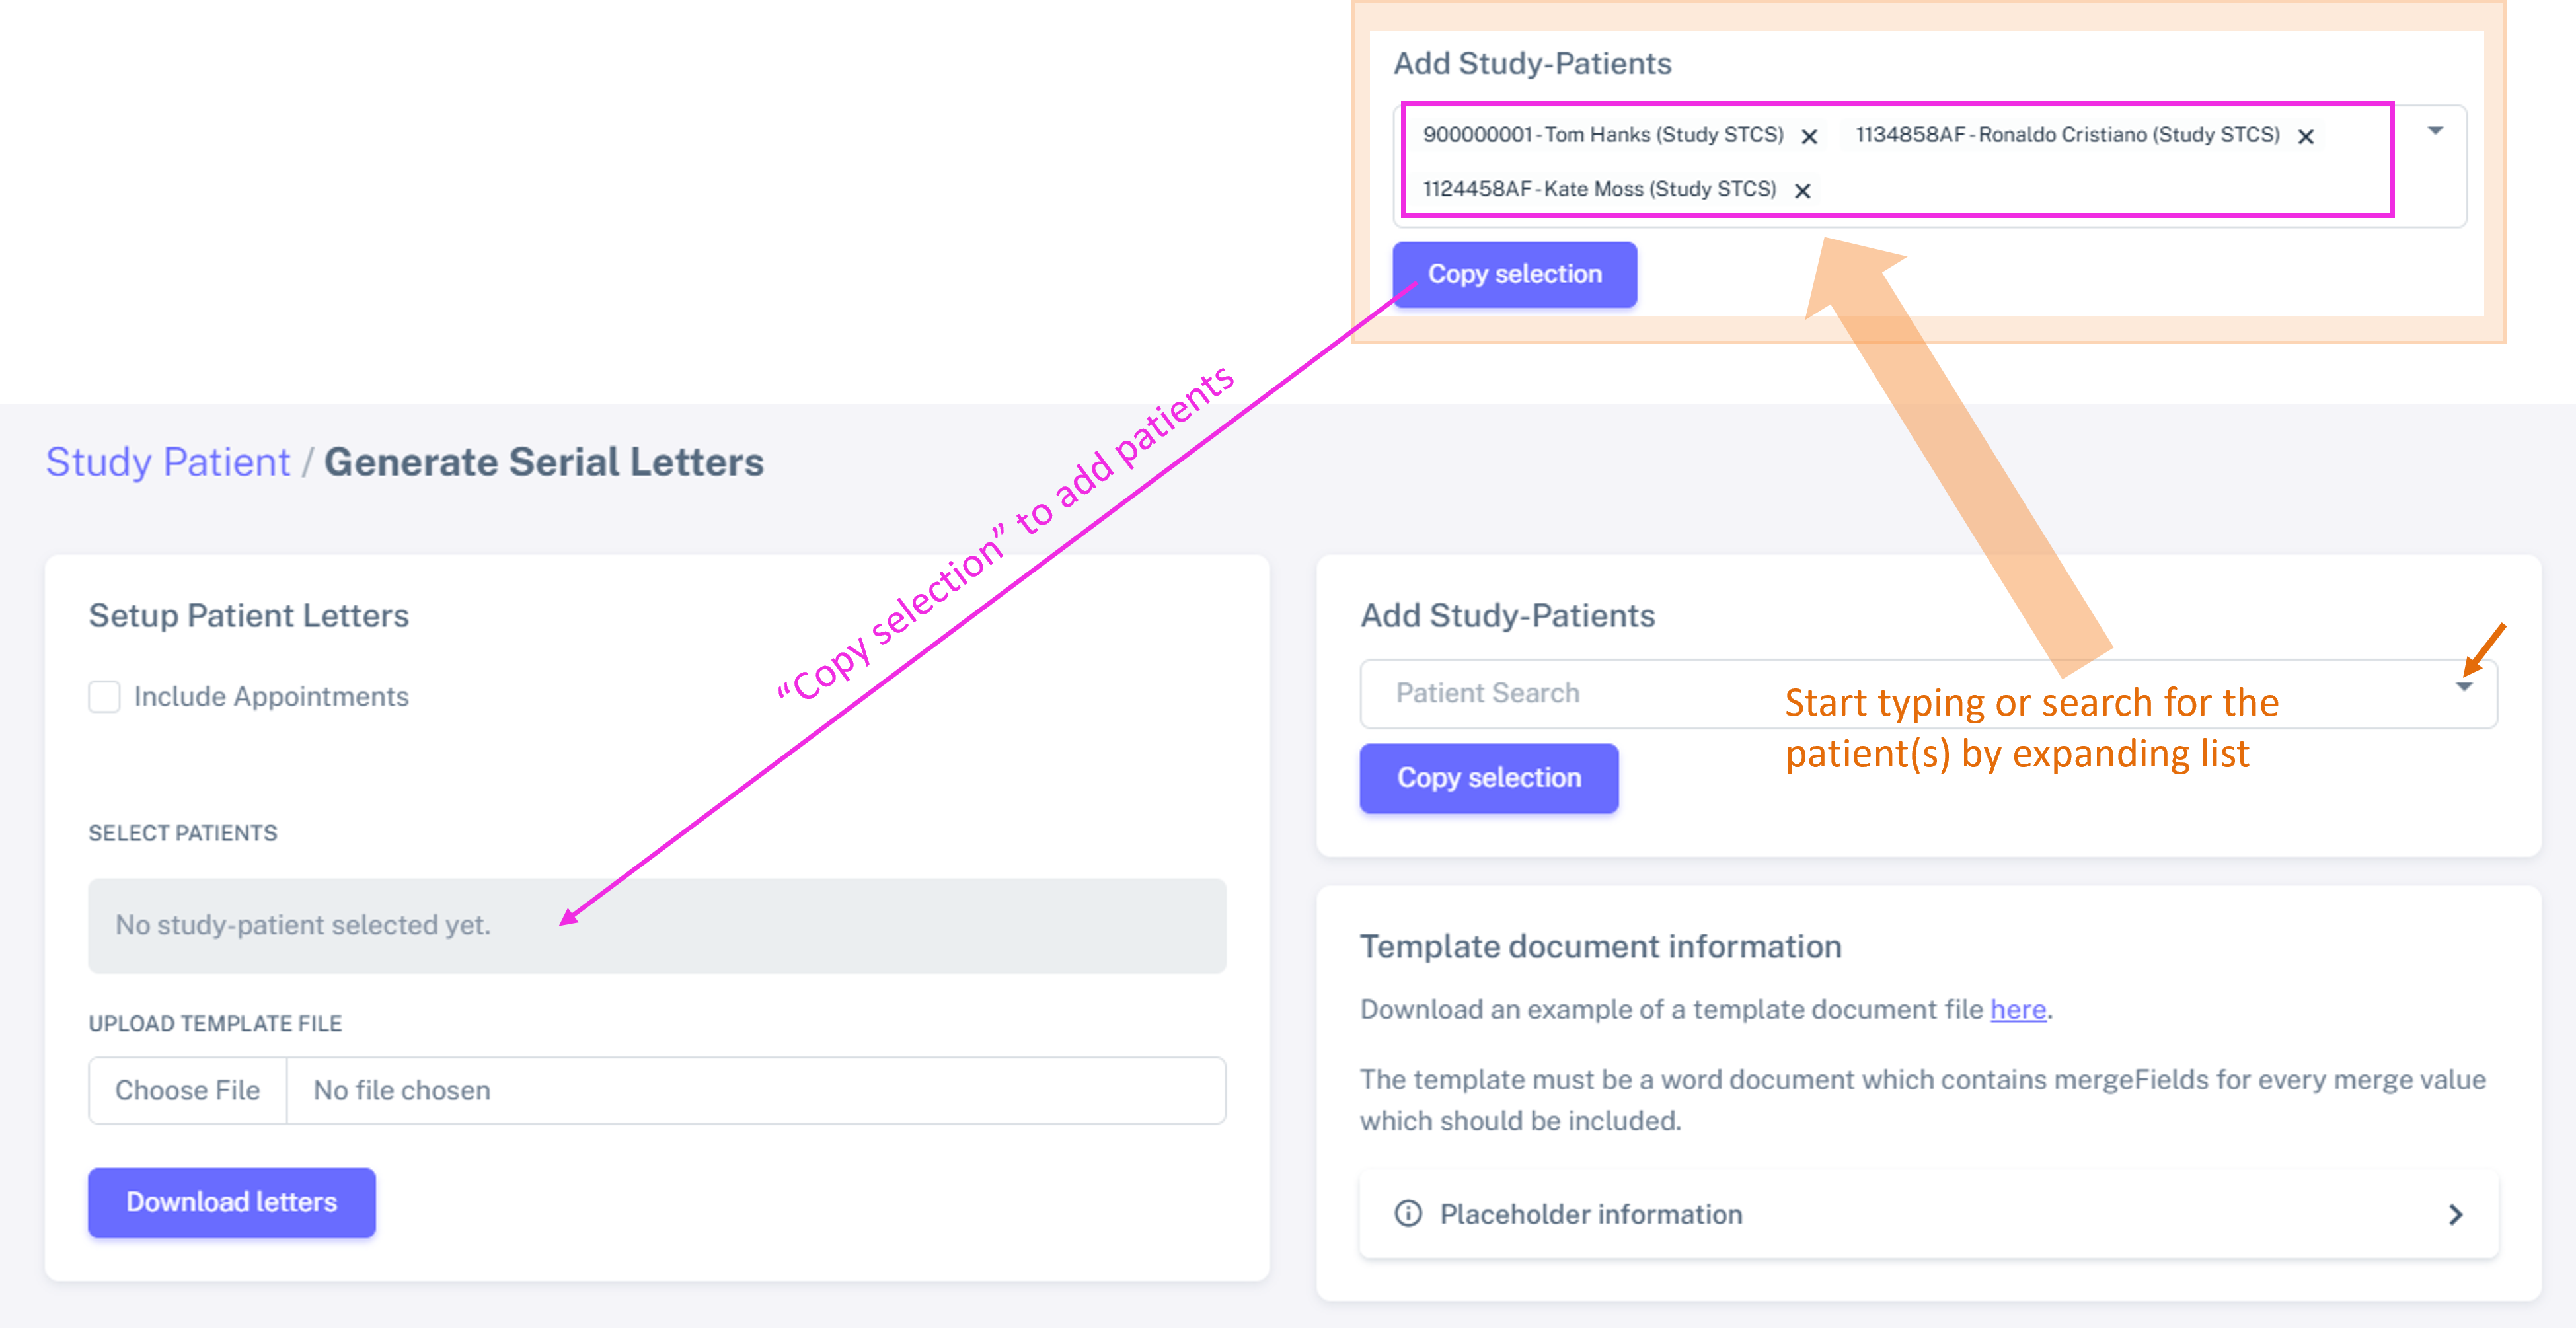 Add Study-Patients
900000001 - Tom Hanks (Study STCS) × 1134858AF - Ronaldo Cristiano (Study STCS) ×
1124458AF - Kate Moss (Study STCS) ×
Copy selection
“Copy selection” to add patients
Study Patient / Generate Serial Letters
Setup Patient Letters
Include Appointments
SELECT PATIENTS
No study-patient selected yet.
UPLOAD TEMPLATE FILE
Choose File No file chosen
Download letters
Add Study-Patients
Patient Search
Start typing or search for the
patient(s) by expanding list
Copy selection
Template document information
Download an example of a template document file here.
The template must be a word document which contains mergeFields for every merge value
which should be included.
Placeholder information